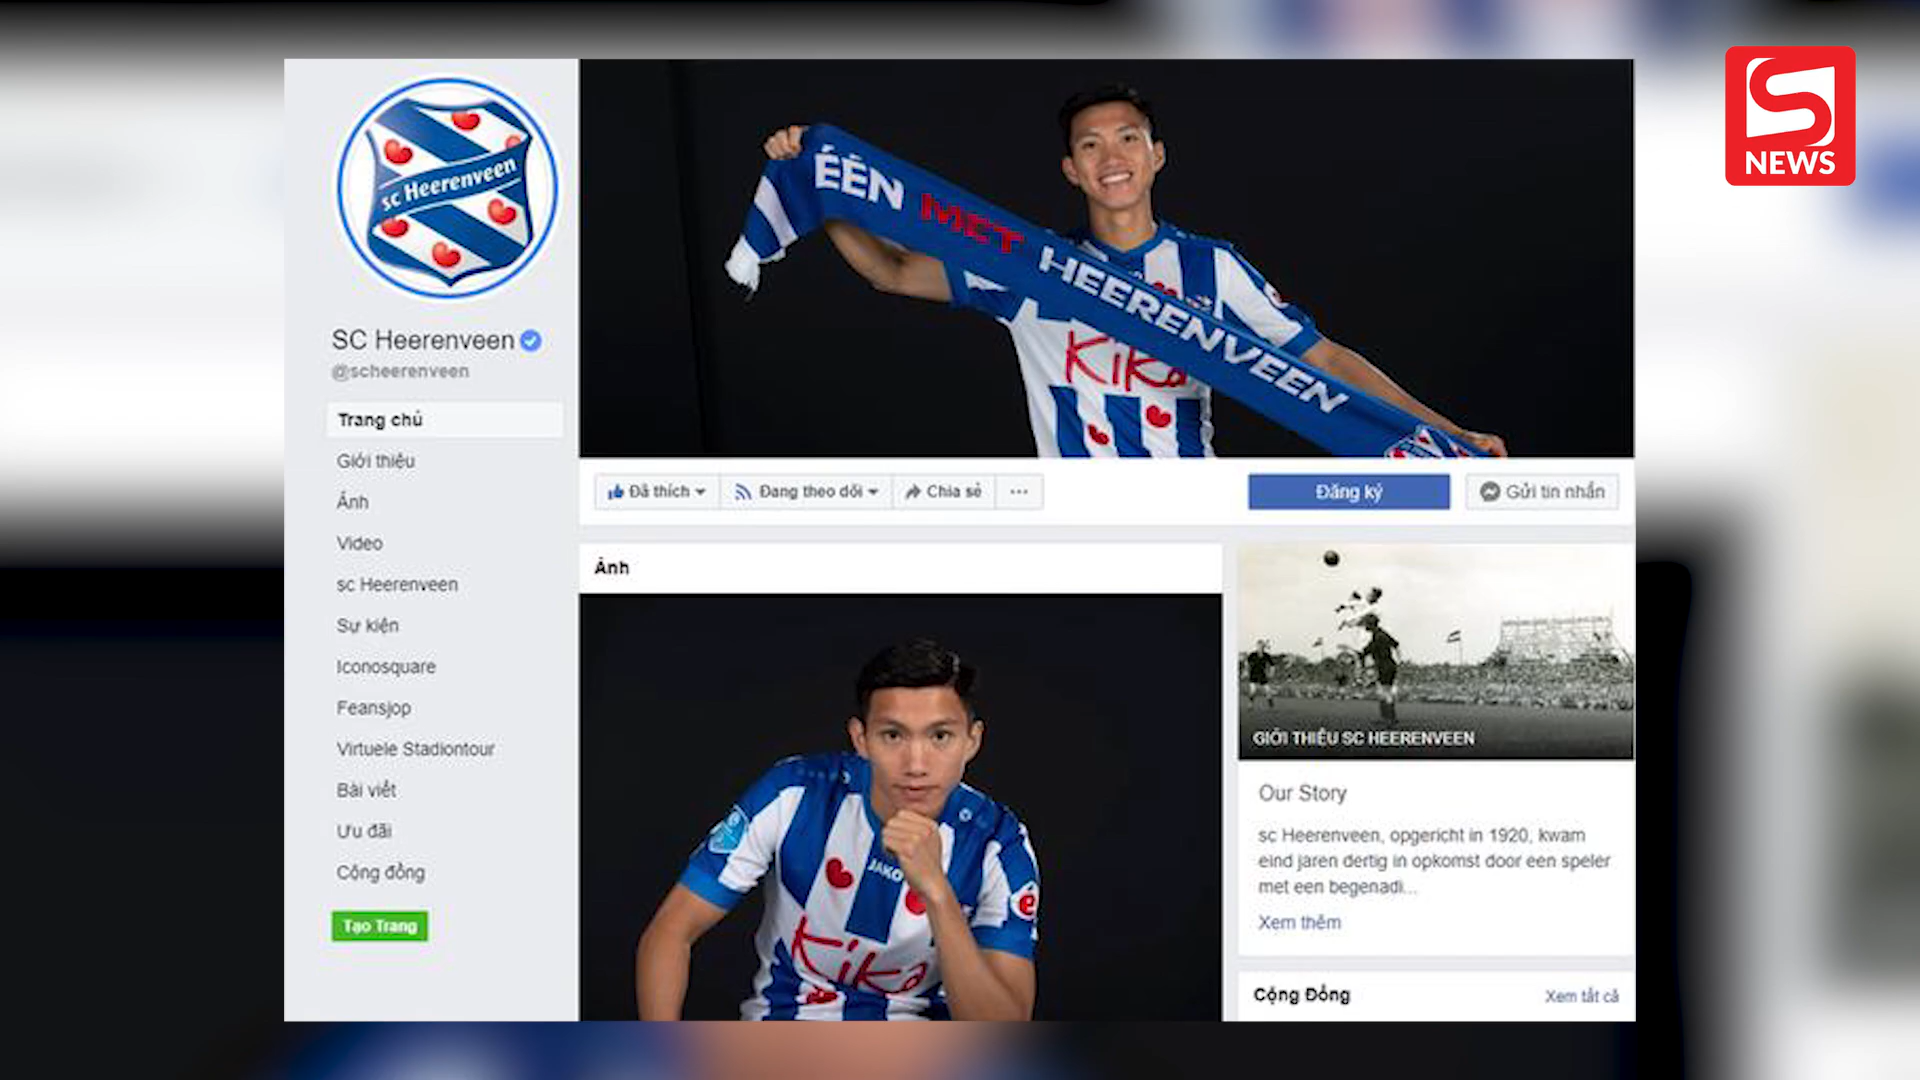 S
NEWS
sc Heerenveen
ÉÉN MET HEERENVEEN
Kika
SC Heerenveen
@scheerenveen
Trang chủ
Giới thiệu
Ảnh
Video
sc Heerenveen
Sự kiện
Iconosquare
Feansjop
Virtuele Stadiontour
Bài viết
Ưu đãi
Cộng đồng
Tạo Trang
Đã thích
Đang theo dõi
Chia sẻ
...
Đăng ký
Gửi tin nhắn
Ảnh
JAKO
e
Kika
GIỚI THIỆU SC HEERENVEEN
Our Story
sc Heerenveen, opgericht in 1920, kwam
eind jaren dertig in opkomst door een speler
met een begenadi...
Xem thêm
Cộng Đồng
Xem tất cả